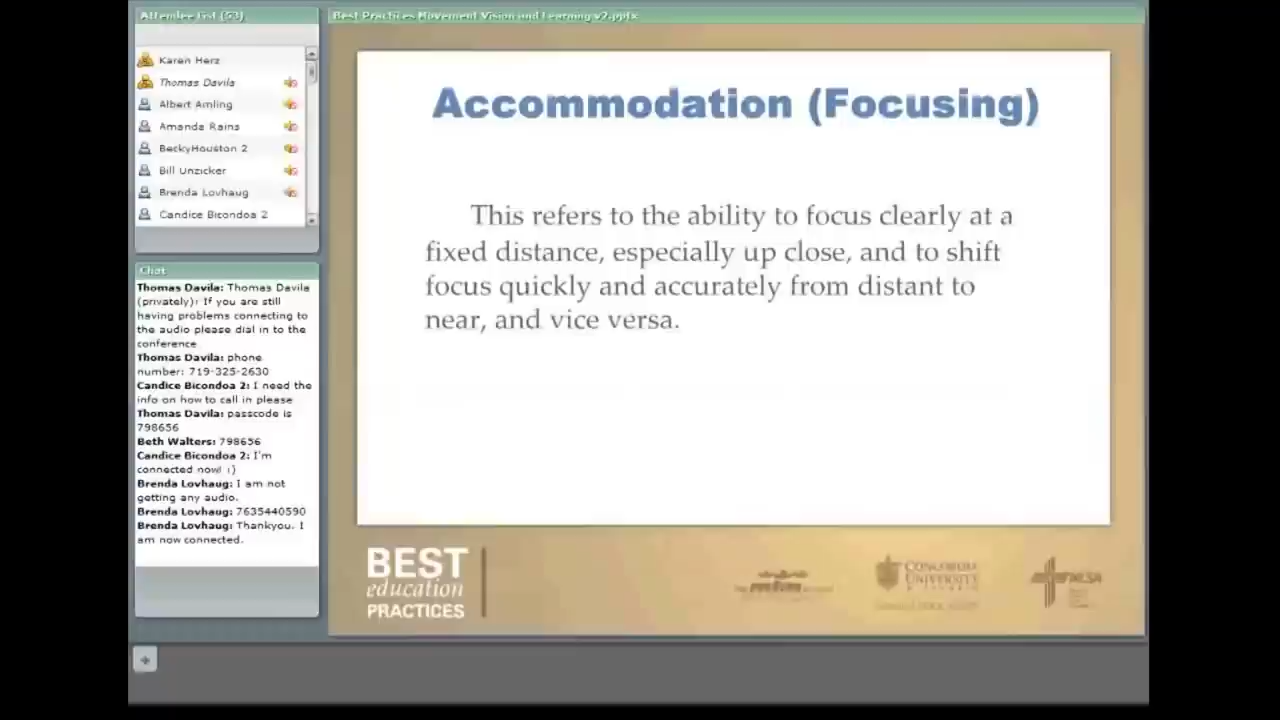 Attendee List (53)
Karen Herz
Thomas Davila
Albert Amling
Amanda Rains
BeckyHouston 2
Bill Unzicker
Brenda Lovhaug
Candice Bicondoa 2
Chat
Thomas Davila: Thomas Davila
(privately): If you are still
having problems connecting to
the audio please dial in to the
conference
Thomas Davila: phone
number: 719-325-2630
Candice Bicondoa 2: I need the
info on how to call in please
Thomas Davila: passcode is
798656
Beth Walters: 798656
Candice Bicondoa 2: I'm
connected now! :)
Brenda Lovhaug: I am not
getting any audio.
Brenda Lovhaug: 7635440590
Brenda Lovhaug: Thankyou. I
am now connected.
Best Practices Movement Vision and Learning v2.pptx
Accommodation (Focusing)
This refers to the ability to focus clearly at a
fixed distance, especially up close, and to shift
focus quickly and accurately from distant to
near, and vice versa.
BEST
education
PRACTICES
CONCORDIA
UNIVERSITY